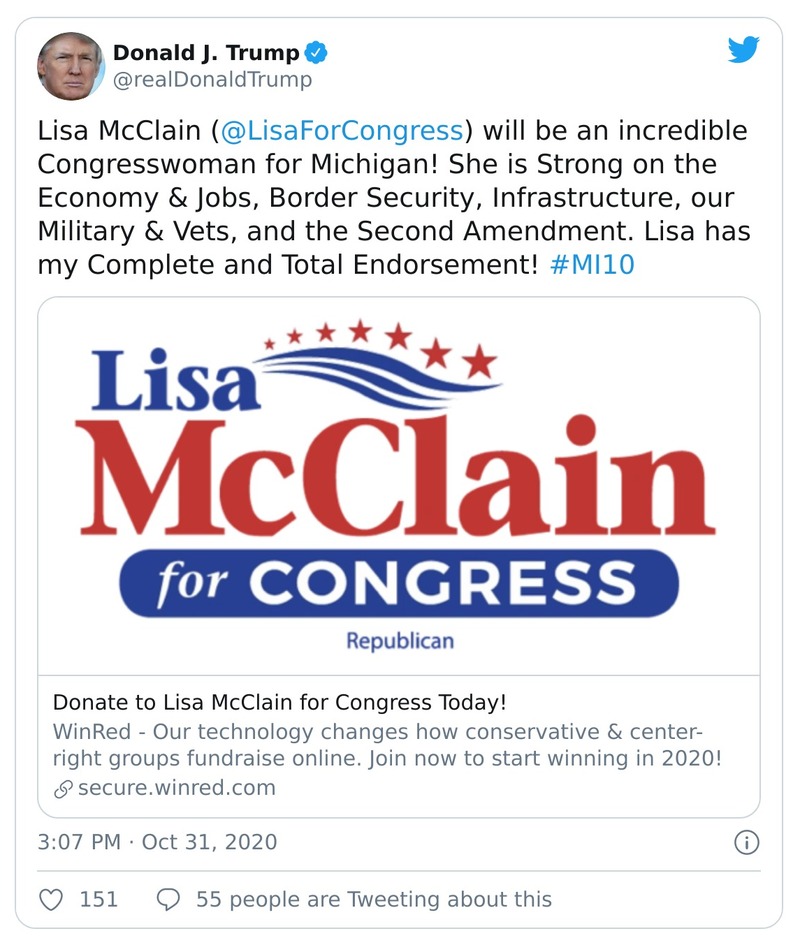 Donald J. Trump
@realDonaldTrump
Lisa McClain (@LisaForCongress) will be an incredible
Congresswoman for Michigan! She is Strong on the
Economy & Jobs, Border Security, Infrastructure, our
Military & Vets, and the Second Amendment. Lisa has
my Complete and Total Endorsement! #MI10
Lisa
McClain
for CONGRESS
Republican
Donate to Lisa McClain for Congress Today!
WinRed - Our technology changes how conservative & center-
right groups fundraise online. Join now to start winning in 2020!
secure.winred.com
3:07 PM · Oct 31, 2020
151 55 people are Tweeting about this